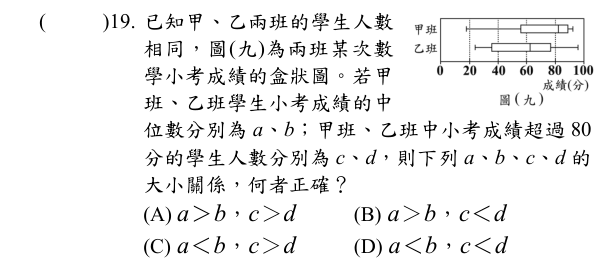 (　　)19. 已知甲、乙兩班的學生人數
相同，圖(九)為兩班某次數
學小考成績的盒狀圖。若甲
班、乙班學生小考成績的中
位數分別為 a、b；甲班、乙班中小考成績超過 80
分的學生人數分別為 c、d，則下列 a、b、c、d 的
大小關係，何者正確？
(A) a＞b，c＞d　(B) a＞b，c＜d
(C) a＜b，c＞d　(D) a＜b，c＜d
甲班
乙班
0 20 40 60 80 100
成績(分)
圖(九)